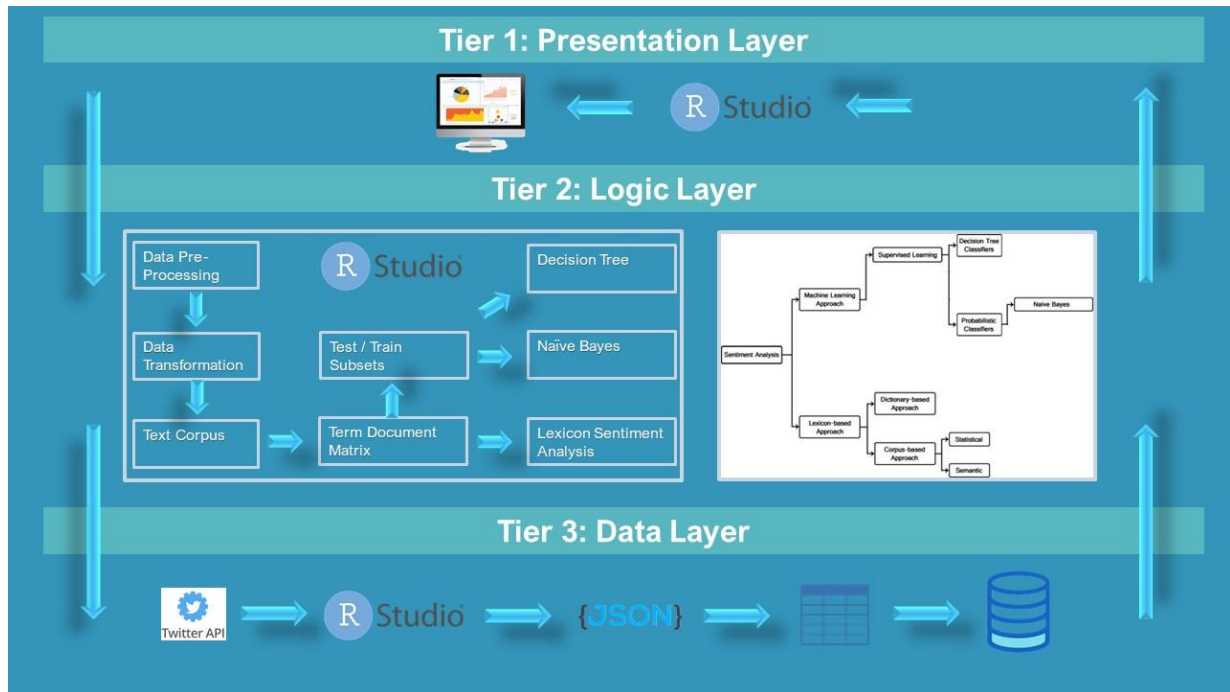 Tier 1: Presentation Layer
R Studio
Tier 2: Logic Layer
Data Pre-
Processing
R Studio
Decision Tree
Data
Transformation
Test / Train
Subsets
Naïve Bayes
Text Corpus
Term Document
Matrix
Lexicon Sentiment
Analysis
Sentiment Analysis
Machine Learning
Approach
Supervised Learning
Decision Tree
Classifiers
Probabilistic
Classifiers
Naive Bayes
Lexicon-based
Approach
Dictionary-based
Approach
Corpus-based
Approach
Statistical
Semantic
Tier 3: Data Layer
Twitter API
R Studio
{JSON}